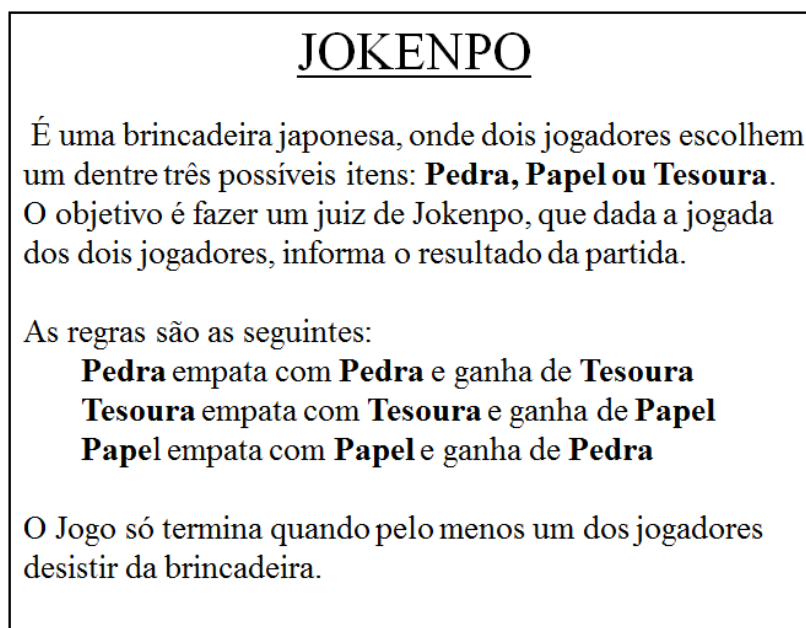 JOKENPO
É uma brincadeira japonesa, onde dois jogadores escolhem
um dentre três possíveis itens: Pedra, Papel ou Tesoura.
O objetivo é fazer um juiz de Jokenpo, que dada a jogada
dos dois jogadores, informa o resultado da partida.
As regras são as seguintes:
Pedra empata com Pedra e ganha de Tesoura
Tesoura empata com Tesoura e ganha de Papel
Papel empata com Papel e ganha de Pedra
O Jogo só termina quando pelo menos um dos jogadores
desistir da brincadeira.